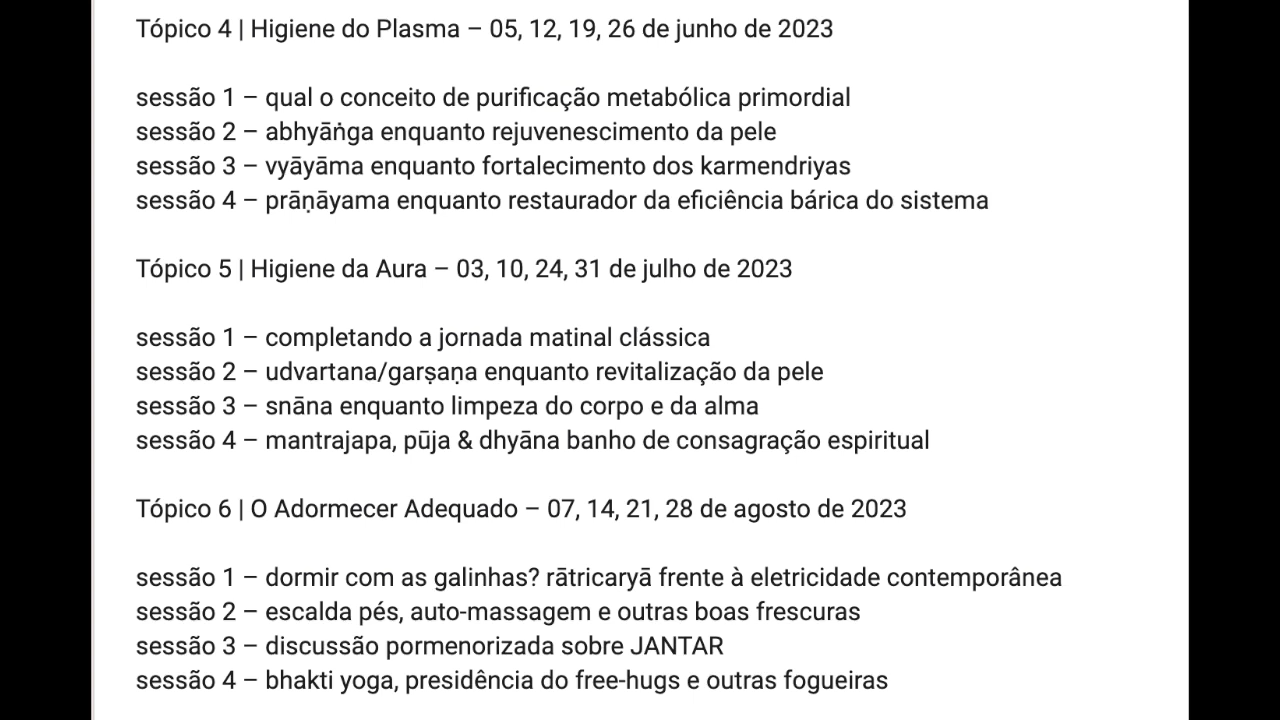 Tópico 4 | Higiene do Plasma – 05, 12, 19, 26 de junho de 2023
sessão 1 – qual o conceito de purificação metabólica primordial
sessão 2 – abhyāṅga enquanto rejuvenescimento da pele
sessão 3 – vyāyāma enquanto fortalecimento dos karmendriyas
sessão 4 – prāṇāyama enquanto restaurador da eficiência bárica do sistema
Tópico 5 | Higiene da Aura – 03, 10, 24, 31 de julho de 2023
sessão 1 – completando a jornada matinal clássica
sessão 2 – udvartana/garṣaṇa enquanto revitalização da pele
sessão 3 – snāna enquanto limpeza do corpo e da alma
sessão 4 – mantrajapa, pūja & dhyāna banho de consagração espiritual
Tópico 6 | O Adormecer Adequado – 07, 14, 21, 28 de agosto de 2023
sessão 1 – dormir com as galinhas? rātricaryā frente à eletricidade contemporânea
sessão 2 – escalda pés, auto-massagem e outras boas frescuras
sessão 3 – discussão pormenorizada sobre JANTAR
sessão 4 – bhakti yoga, presidência do free-hugs e outras fogueiras